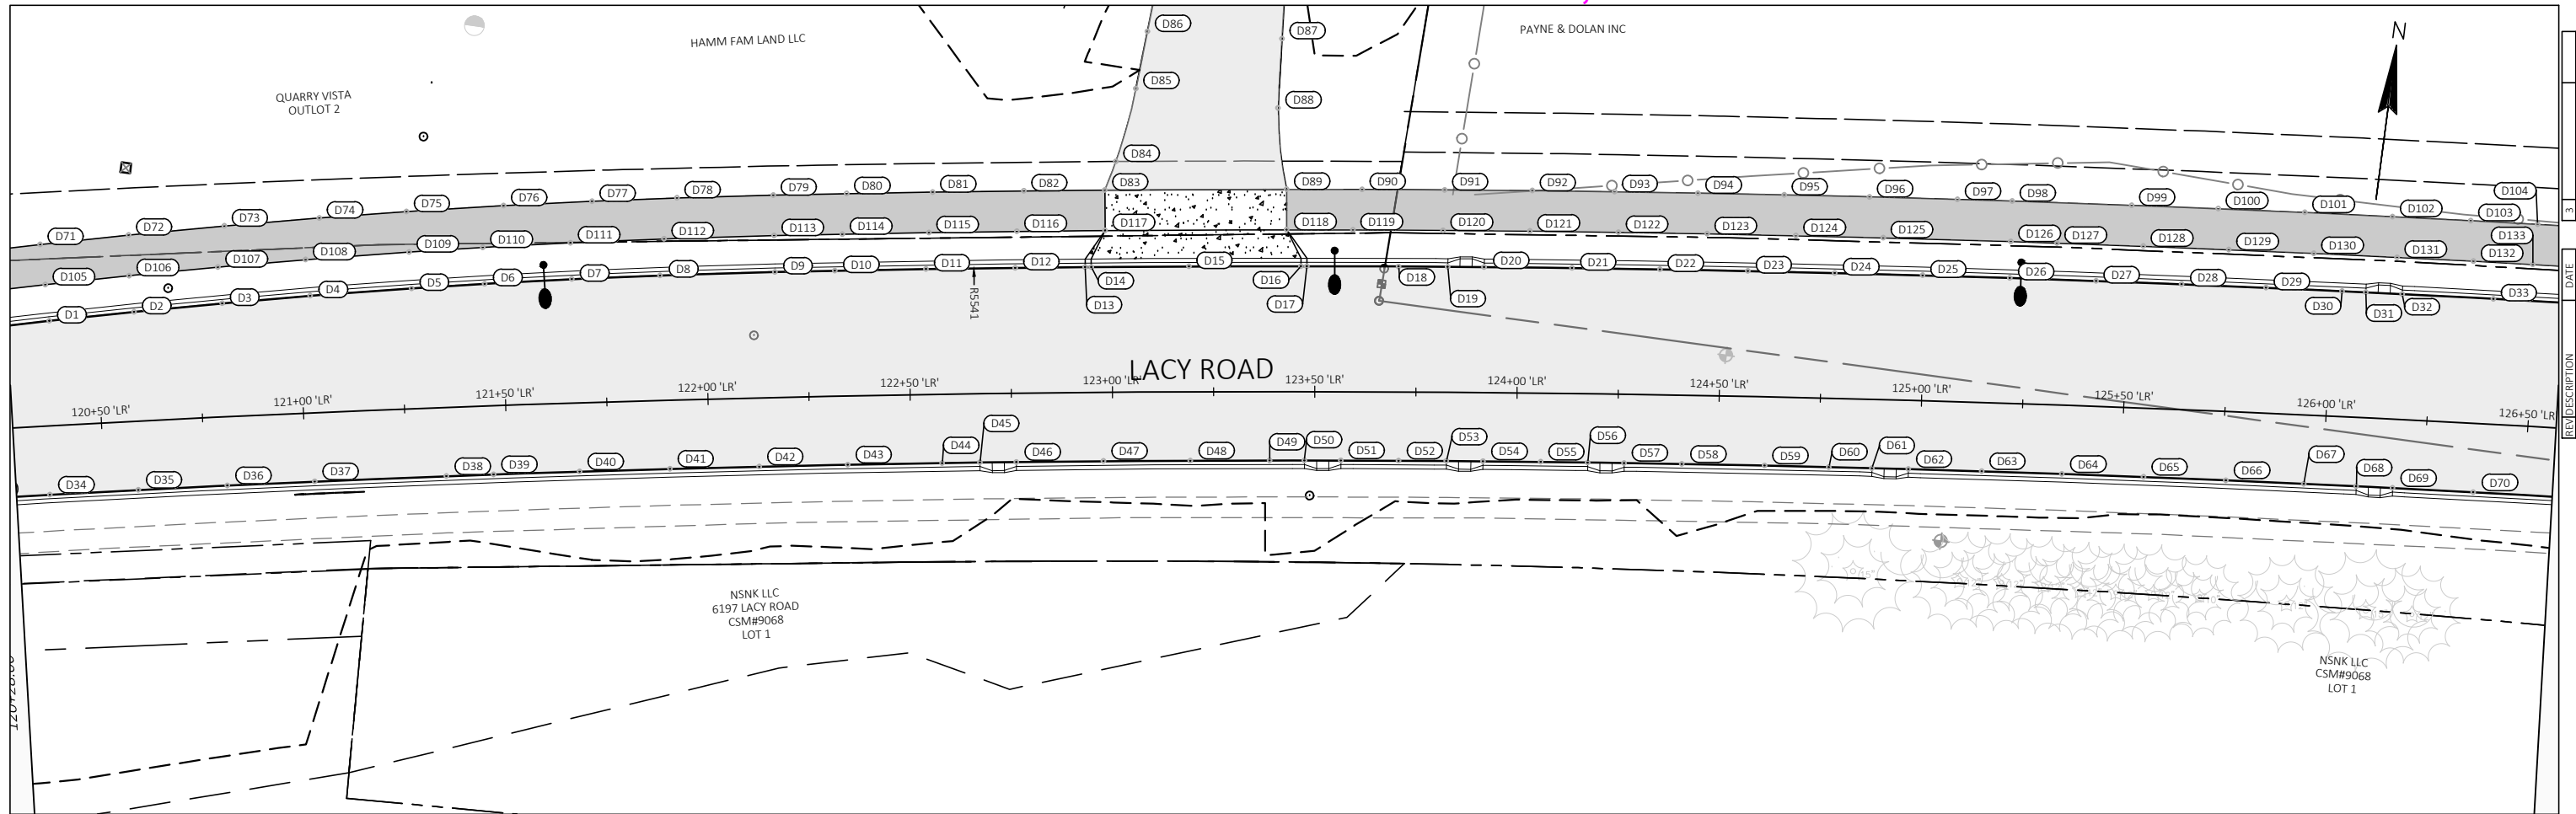 HAMM FAM LAND LLC
PAYNE & DOLAN INC
QUARRY VISTA
OUTLOT 2
N
D86
D87
D85
D88
D84
D71 D72 D73 D74 D75 D76 D77 D78 D79 D80 D81 D82 D83 D89 D90 D91 D92 D93 D94 D95 D96 D97 D98 D99 D100 D101 D102 D103 D104
D105 D106 D107 D108 D109 D110 D111 D112 D113 D114 D115 D116 D117 D118 D119 D120 D121 D122 D123 D124 D125 D126 D127 D128 D129 D130 D131 D132 D133
D1 D2 D3 D4 D5 D6 D7 D8 D9 D10 D11 D12 D13 D14 D15 D16 D17 D18 D19 D20 D21 D22 D23 D24 D25 D26 D27 D28 D29 D30 D31 D32 D33
R5541
LACY ROAD
120+50 'LR' 121+00 'LR' 121+50 'LR' 122+00 'LR' 122+50 'LR' 123+00 'LR' 123+50 'LR' 124+00 'LR' 124+50 'LR' 125+00 'LR' 125+50 'LR' 126+00 'LR' 126+50 'LR'
D34 D35 D36 D37 D38 D39 D40 D41 D42 D43 D44 D45 D46 D47 D48 D49 D50 D51 D52 D53 D54 D55 D56 D57 D58 D59 D60 D61 D62 D63 D64 D65 D66 D67 D68 D69 D70
NSNK LLC
6197 LACY ROAD
CSM#9068
LOT 1
NSNK LLC
CSM#9068
LOT 1
3
DATE
DESCRIPTION
REV